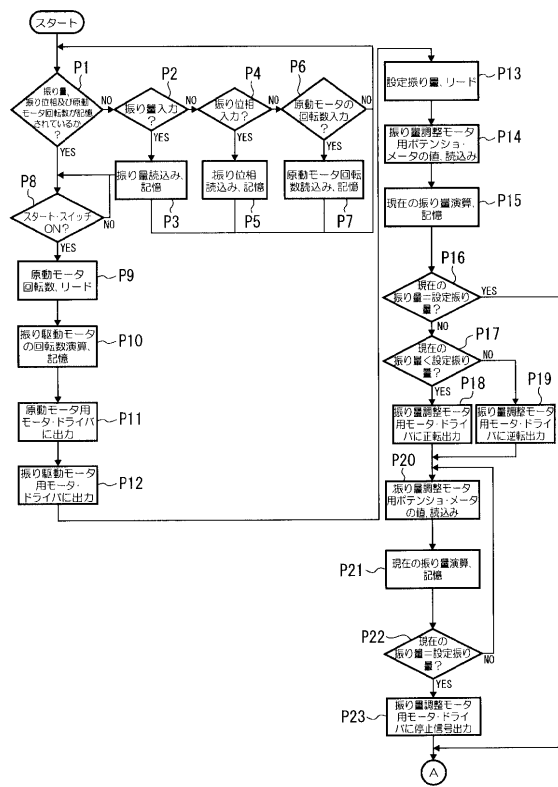 スタート
P1
振り量、
振り位相及び原動
モータ回転数が記憶
されているか
?
NO
YES
P2
振り量入力
?
NO
YES
P4
振り位相
入力?
NO
YES
P6
原動モータの
回転数入力
?
NO
YES
振り量読込み、
記憶
P3
振り位相
読込み、記憶
P5
原動モータ回転
数読込み、記憶
P7
P8
スタート・スイッチ
ON?
NO
YES
原動モータ
回転数、リード
P9
振り駆動モータ
の回転数演算、
記憶
P10
原動モータ用
モータ・ドライバ
に出力
P11
振り駆動モータ
用モータ・
ドライバに出力
P12
設定振り量、リード
P13
振り量調整モータ
用ポテンショ・
メータの値、読込み
P14
現在の振り量演算、
記憶
P15
P16
現在の
振り量=設定振り
量?
YES
NO
P17
現在の
振り量<設定振り
量?
NO
YES
P18
振り量調整モータ
用モータ・ドライ
バに正転出力
P19
振り量調整モータ
用モータ・ドライ
バに逆転出力
P20
振り量調整モータ
用ポテンショ・メータ
の値、読込み
P21
現在の振り量演算、
記憶
P22
現在の
振り量=設定振り
量?
NO
YES
P23
振り量調整モータ
用モータ・ドライ
バに停止信号出力
A